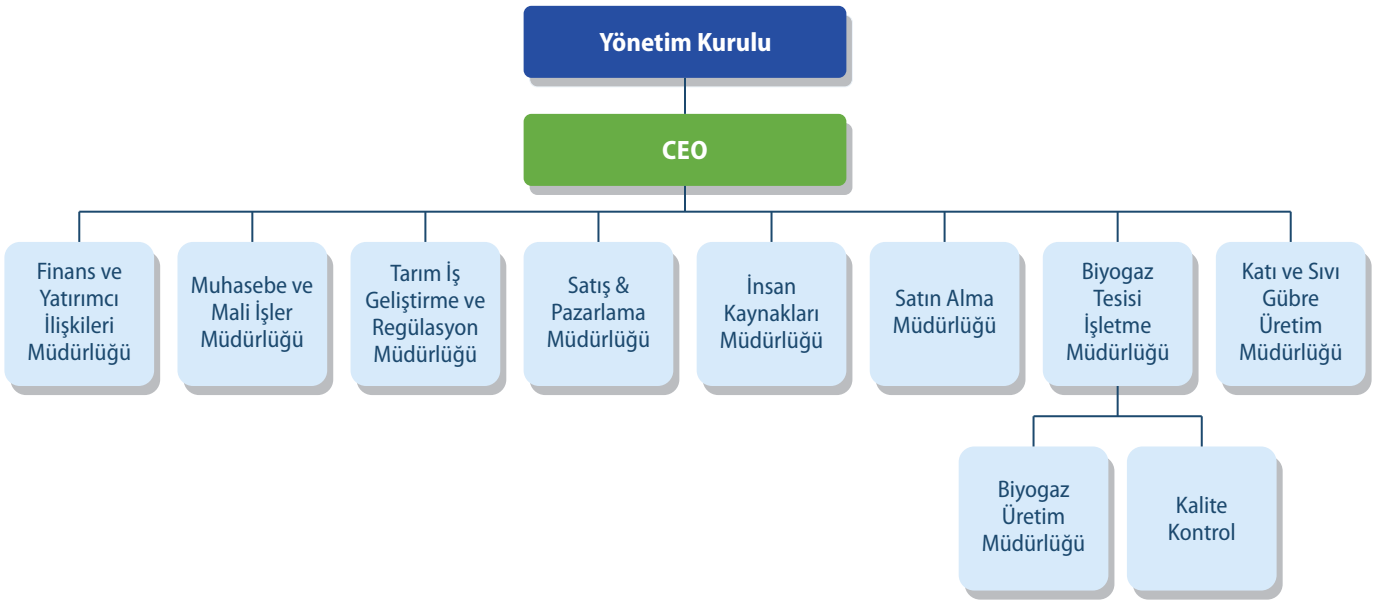 Yönetim Kurulu
CEO
Finans ve
Yatırımcı
İlişkileri
Müdürlüğü
Muhasebe ve
Mali İşler
Müdürlüğü
Tarım İş
Geliştirme ve
Regülasyon
Müdürlüğü
Satış &
Pazarlama
Müdürlüğü
İnsan
Kaynakları
Müdürlüğü
Satın Alma
Müdürlüğü
Biyogaz
Tesisi
İşletme
Müdürlüğü
Katı ve Sıvı
Gübre
Üretim
Müdürlüğü
Biyogaz
Üretim
Müdürlüğü
Kalite
Kontrol